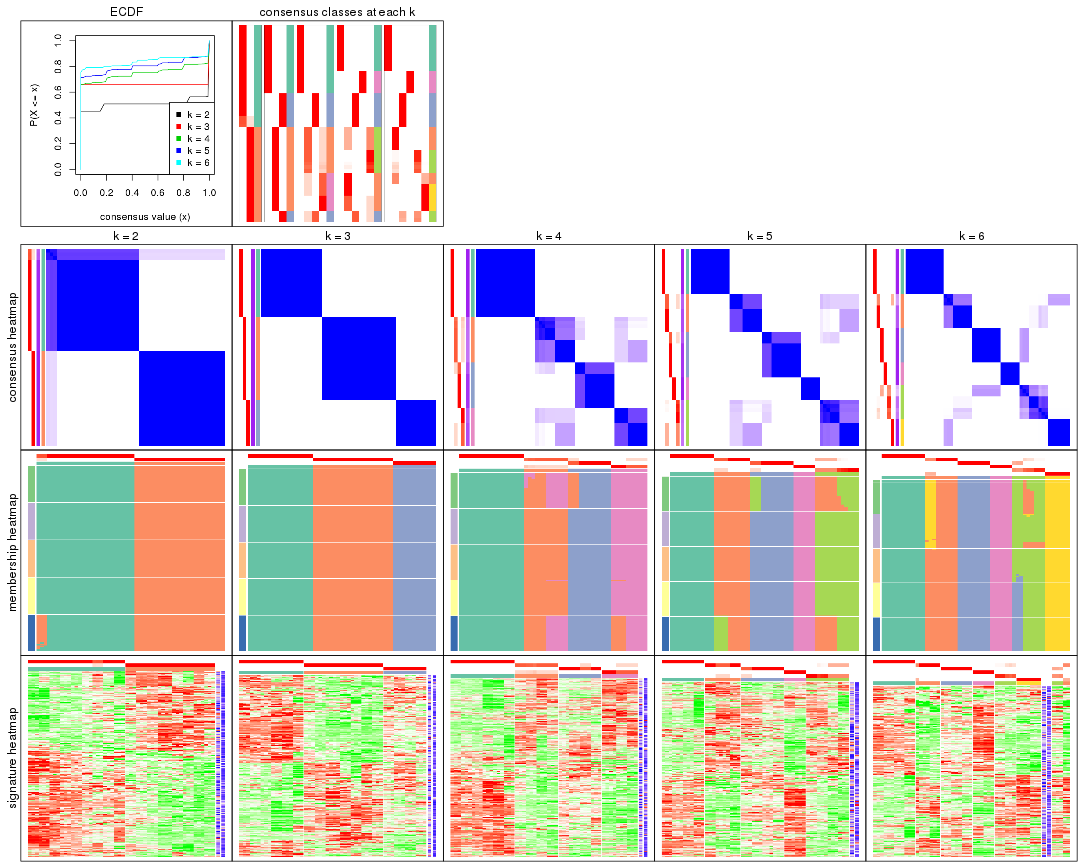 ECDF
consensus classes at each k
P(X <= x)
1.0
0.8
0.6
0.4
0.2
0.0
k = 2
k = 3
k = 4
k = 5
k = 6
0.0 0.2 0.4 0.6 0.8 1.0
consensus value (x)
k = 2
k = 3
k = 4
k = 5
k = 6
consensus heatmap
membership heatmap
signature heatmap